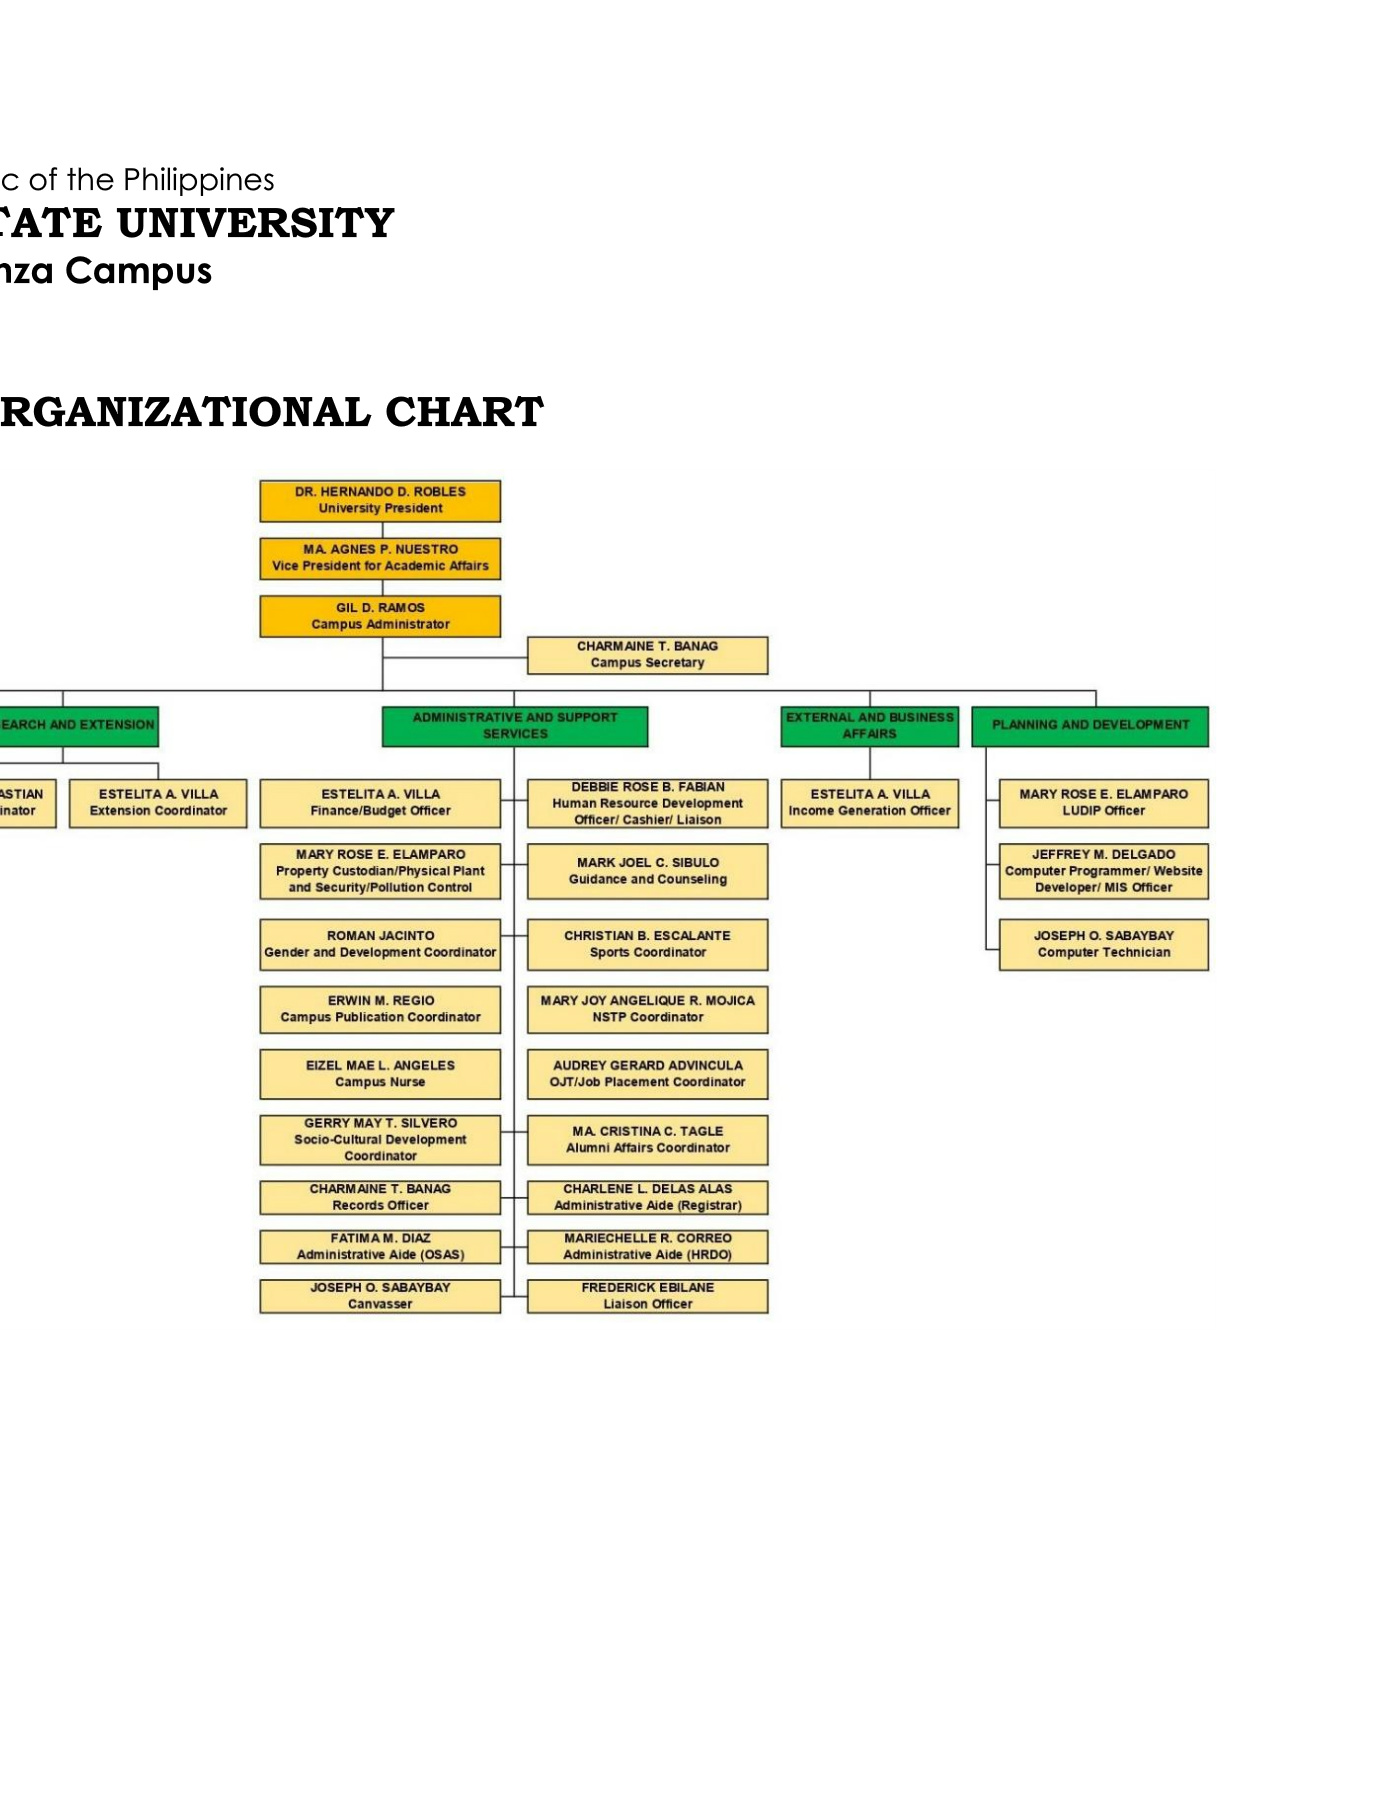 c of the Philippines
TATE UNIVERSITY
nza Campus
RGANIZATIONAL CHART
DR. HERNANDO D. ROBLES
University President
MA. AGNES P. NUESTRO
Vice President for Academic Affairs
GIL D. RAMOS
Campus Administrator
CHARMAINE T. BANAG
Campus Secretary
EARCH AND EXTENSION
ASTIAN
inator
ESTELITA A. VILLA
Extension Coordinator
ADMINISTRATIVE AND SUPPORT
SERVICES
ESTELITA A. VILLA
Finance/Budget Officer
DEBBIE ROSE B. FABIAN
Human Resource Development
Officer/ Cashier/ Liaison
MARY ROSE E. ELAMPARO
Property Custodian/Physical Plant
and Security/Pollution Control
MARK JOEL C. SIBULO
Guidance and Counseling
ROMAN JACINTO
Gender and Development Coordinator
CHRISTIAN B. ESCALANTE
Sports Coordinator
ERWIN M. REGIO
Campus Publication Coordinator
MARY JOY ANGELIQUE R. MOJICA
NSTP Coordinator
EIZEL MAE L. ANGELES
Campus Nurse
AUDREY GERARD ADVINCULA
OJT/Job Placement Coordinator
GERRY MAY T. SILVERO
Socio-Cultural Development
Coordinator
MA. CRISTINA C. TAGLE
Alumni Affairs Coordinator
CHARMAINE T. BANAG
Records Officer
CHARLENE L. DELAS ALAS
Administrative Aide (Registrar)
FATIMA M. DIAZ
Administrative Aide (OSAS)
MARIECHELLE R. CORREO
Administrative Aide (HRDO)
JOSEPH O. SABAYBAY
Canvasser
FREDERICK EBILANE
Liaison Officer
EXTERNAL AND BUSINESS
AFFAIRS
ESTELITA A. VILLA
Income Generation Officer
PLANNING AND DEVELOPMENT
MARY ROSE E. ELAMPARO
LUDIP Officer
JEFFREY M. DELGADO
Computer Programmer/ Website
Developer/ MIS Officer
JOSEPH O. SABAYBAY
Computer Technician